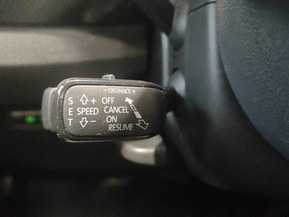 - DISTANCE +
S + OFF
E SPEED CANCEL
T - ON
RESUME